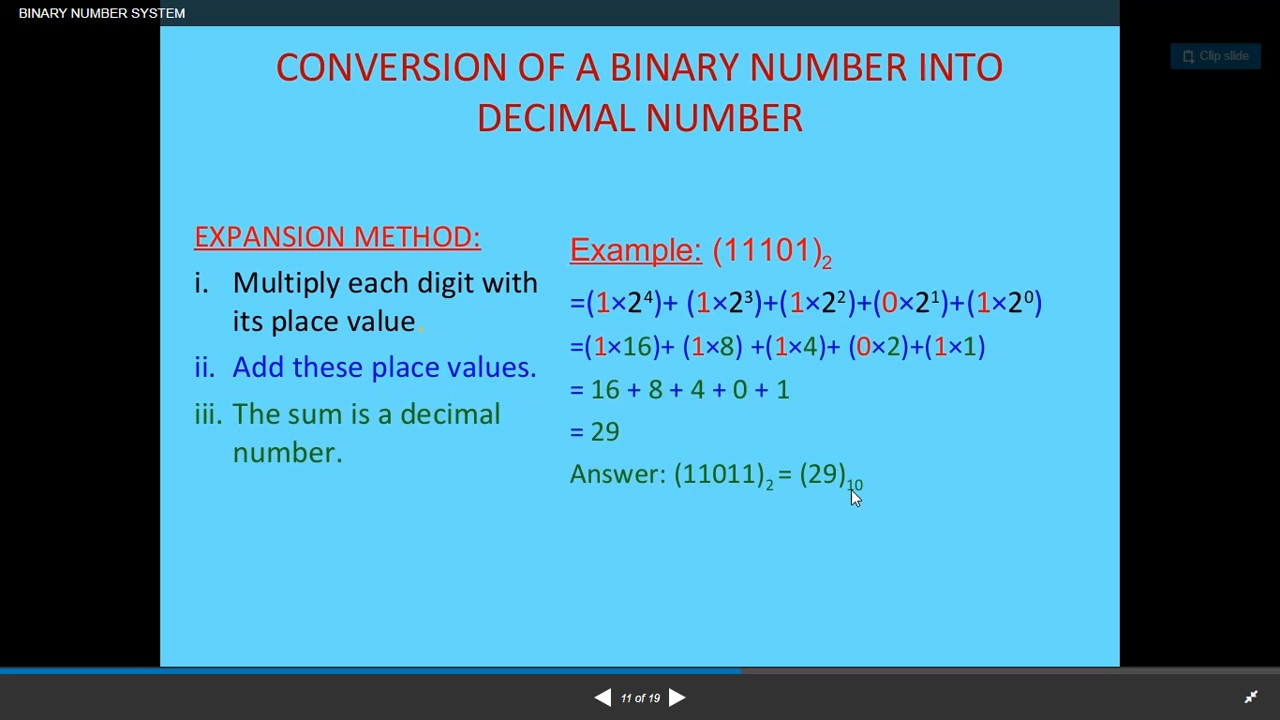 BINARY NUMBER SYSTEM
Clip slide
CONVERSION OF A BINARY NUMBER INTO
DECIMAL NUMBER
EXPANSION METHOD:
i. Multiply each digit with
its place value.
ii. Add these place values.
iii. The sum is a decimal
number.
Example: (11101)₂
=(1×2⁴)+ (1×2³)+(1×2²)+(0×2¹)+(1×2⁰)
=(1×16)+ (1×8) +(1×4)+ (0×2)+(1×1)
= 16 + 8 + 4 + 0 + 1
= 29
Answer: (11011)₂ = (29)₁₀
11 of 19